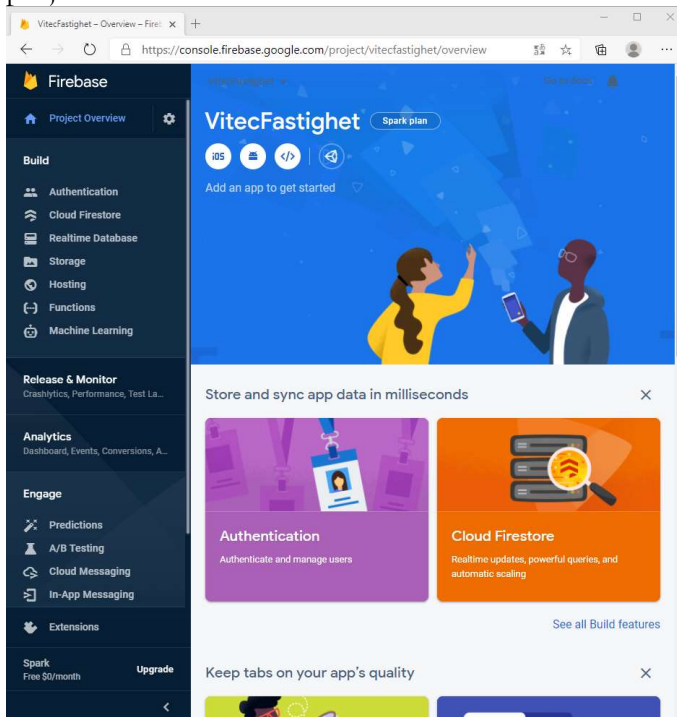 VitecFastighet – Overview – Fireb
https://console.firebase.google.com/project/vitecfastighet/overview
Firebase
Project Overview
Build
Authentication
Cloud Firestore
Realtime Database
Storage
Hosting
Functions
Machine Learning
Release & Monitor
Crashlytics, Performance, Test La...
Analytics
Dashboard, Events, Conversions, A...
Engage
Predictions
A/B Testing
Cloud Messaging
In-App Messaging
Extensions
Spark
Free $0/month
Upgrade
VitecFastighet
Spark plan
iOS
Add an app to get started
Store and sync app data in milliseconds
Authentication
Authenticate and manage users
Cloud Firestore
Realtime updates, powerful queries, and
automatic scaling
See all Build features
Keep tabs on your app's quality